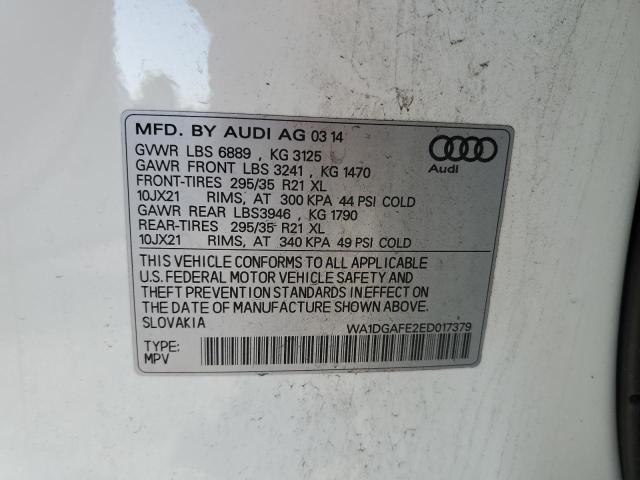 MFD. BY AUDI AG 03 14
GVWR LBS 6889 , KG 3125
GAWR FRONT LBS 3241 , KG 1470
FRONT-TIRES 295/35 R21 XL
10JX21 RIMS, AT 300 KPA 44 PSI COLD
GAWR REAR LBS3946 , KG 1790
REAR-TIRES 295/35 R21 XL
10JX21 RIMS, AT 340 KPA 49 PSI COLD
Audi
THIS VEHICLE CONFORMS TO ALL APPLICABLE
U.S. FEDERAL MOTOR VEHICLE SAFETY AND
THEFT PREVENTION STANDARDS IN EFFECT ON
THE DATE OF MANUFACTURE SHOWN ABOVE.
SLOVAKIA
WA1DGAFE2ED017379
TYPE:
MPV